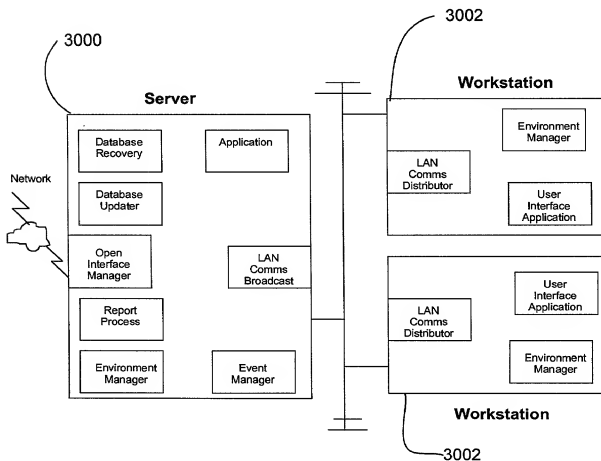 3000
3002
Server
Workstation
Database
Recovery
Application
Environment
Manager
Network
LAN
Comms
Distributor
Database
Updater
User
Interface
Application
Open
Interface
Manager
LAN
Comms
Broadcast
Report
Process
User
Interface
Application
LAN
Comms
Distributor
Environment
Manager
Event
Manager
Environment
Manager
Workstation
3002